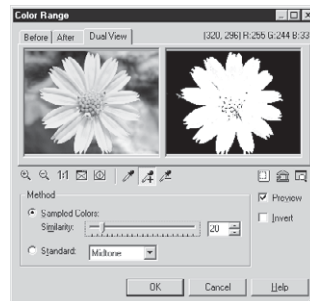 Color Range
Before After Dual View [320, 296] R:255 G:244 B:33
1:1
Method
Sampled Colors:
Similarity: 20
Standard: Midtone
Preview
Invert
OK Cancel Help